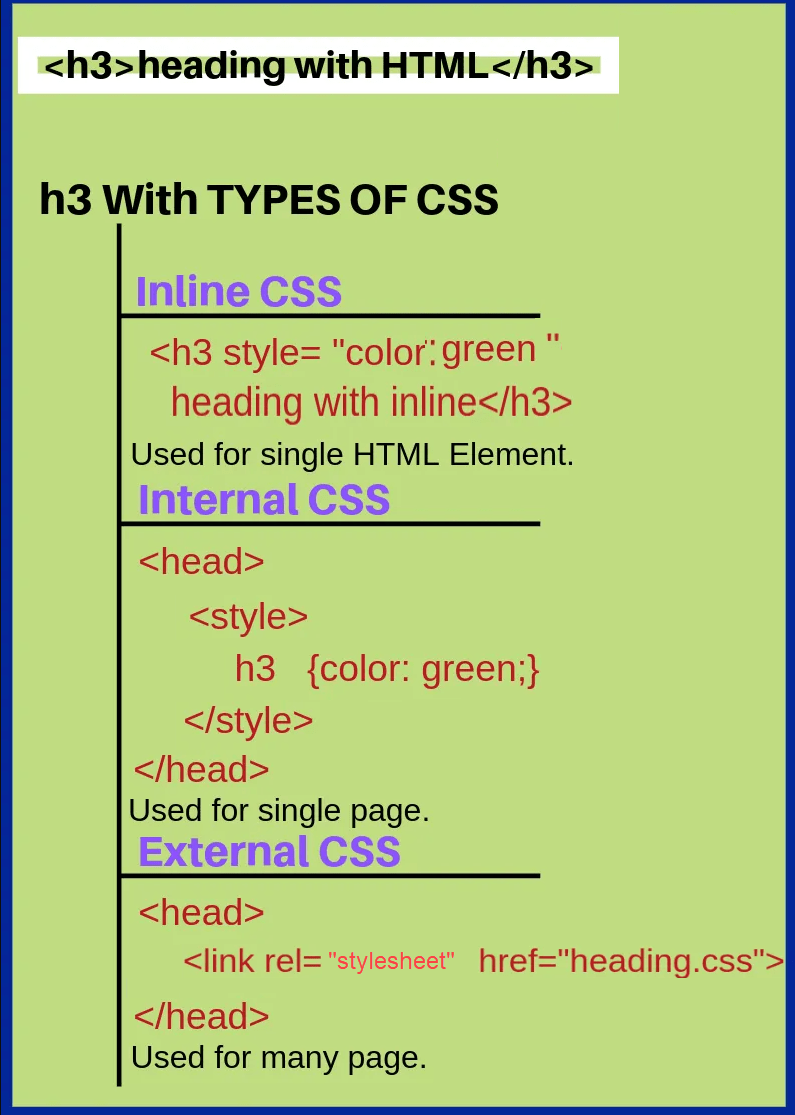 <h3>heading with HTML</h3>
h3 With TYPES OF CSS
Inline CSS
<h3 style= "color: green "
heading with inline</h3>
Used for single HTML Element.
Internal CSS
<head>
<style>
h3 {color: green;}
</style>
</head>
Used for single page.
External CSS
<head>
<link rel= "stylesheet" href="heading.css">
</head>
Used for many page.